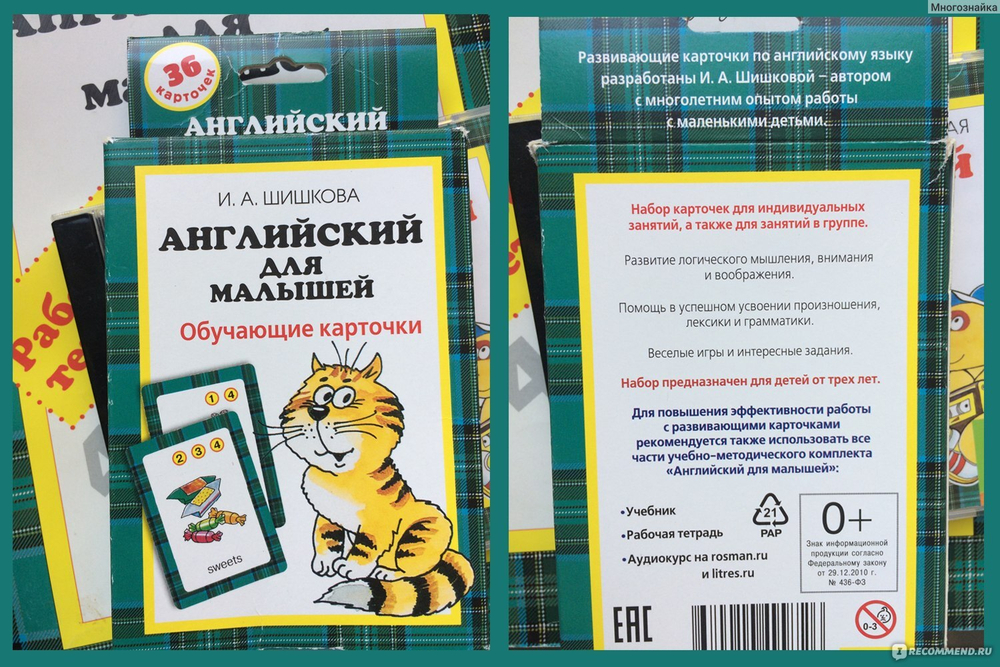 Многознайка
АНГЛИЙСКИЙ
ДЛЯ
36
карточек
АНГЛИЙСКИЙ
И. А. ШИШКОВА
АНГЛИЙСКИЙ
ДЛЯ
МАЛЫШЕЙ
Обучающие карточки
1 4
2 3 4
sweets
Раб
те
Развивающие карточки по английскому языку
разработаны И. А. Шишковой – автором
с многолетним опытом работы
с маленькими детьми.
Набор карточек для индивидуальных
занятий, а также для занятий в группе.
Развитие логического мышления, внимания
и воображения.
Помощь в успешном усвоении произношения,
лексики и грамматики.
Веселые игры и интересные задания.
Набор предназначен для детей от трех лет.
Для повышения эффективности работы
с развивающими карточками
рекомендуется также использовать все
части учебно-методического комплекта
«Английский для малышей»:
•Учебник
•Рабочая тетрадь
•Аудиокурс на rosman.ru
и litres.ru
21
PAP
0+
Знак информационной
продукции согласно
Федеральному закону
от 29.12.2010 г.
№ 436-ФЗ
EAC
0-3
RECOMMEND.RU